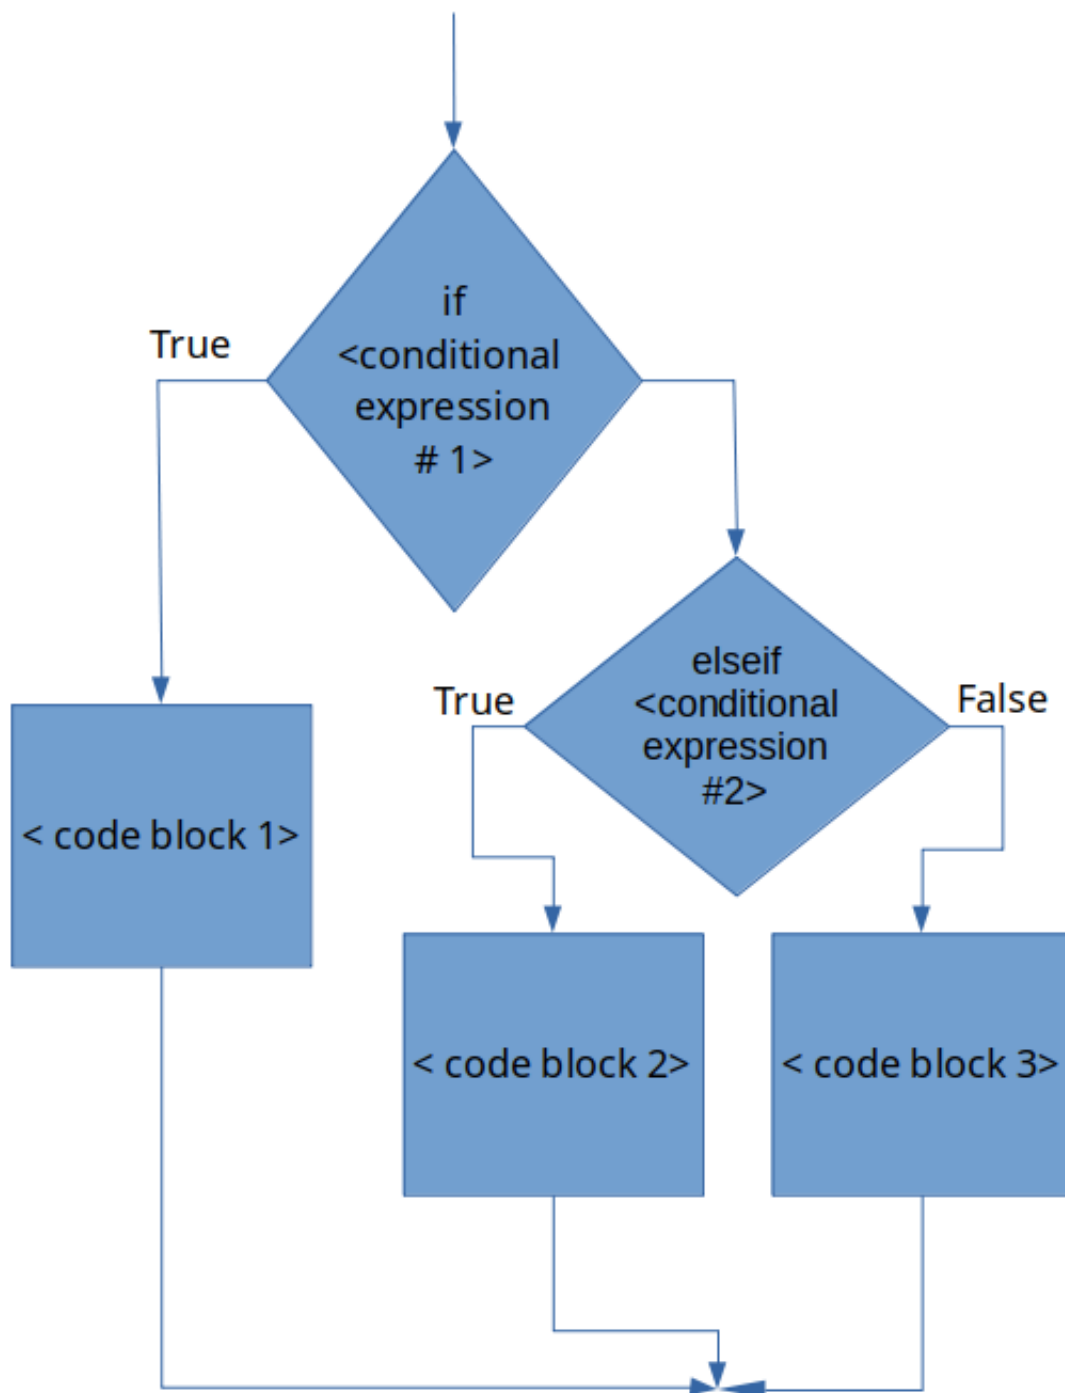 True
if
<conditional
expression
# 1>
True
elseif
<conditional
expression
#2>
False
< code block 1>
< code block 2>
< code block 3>